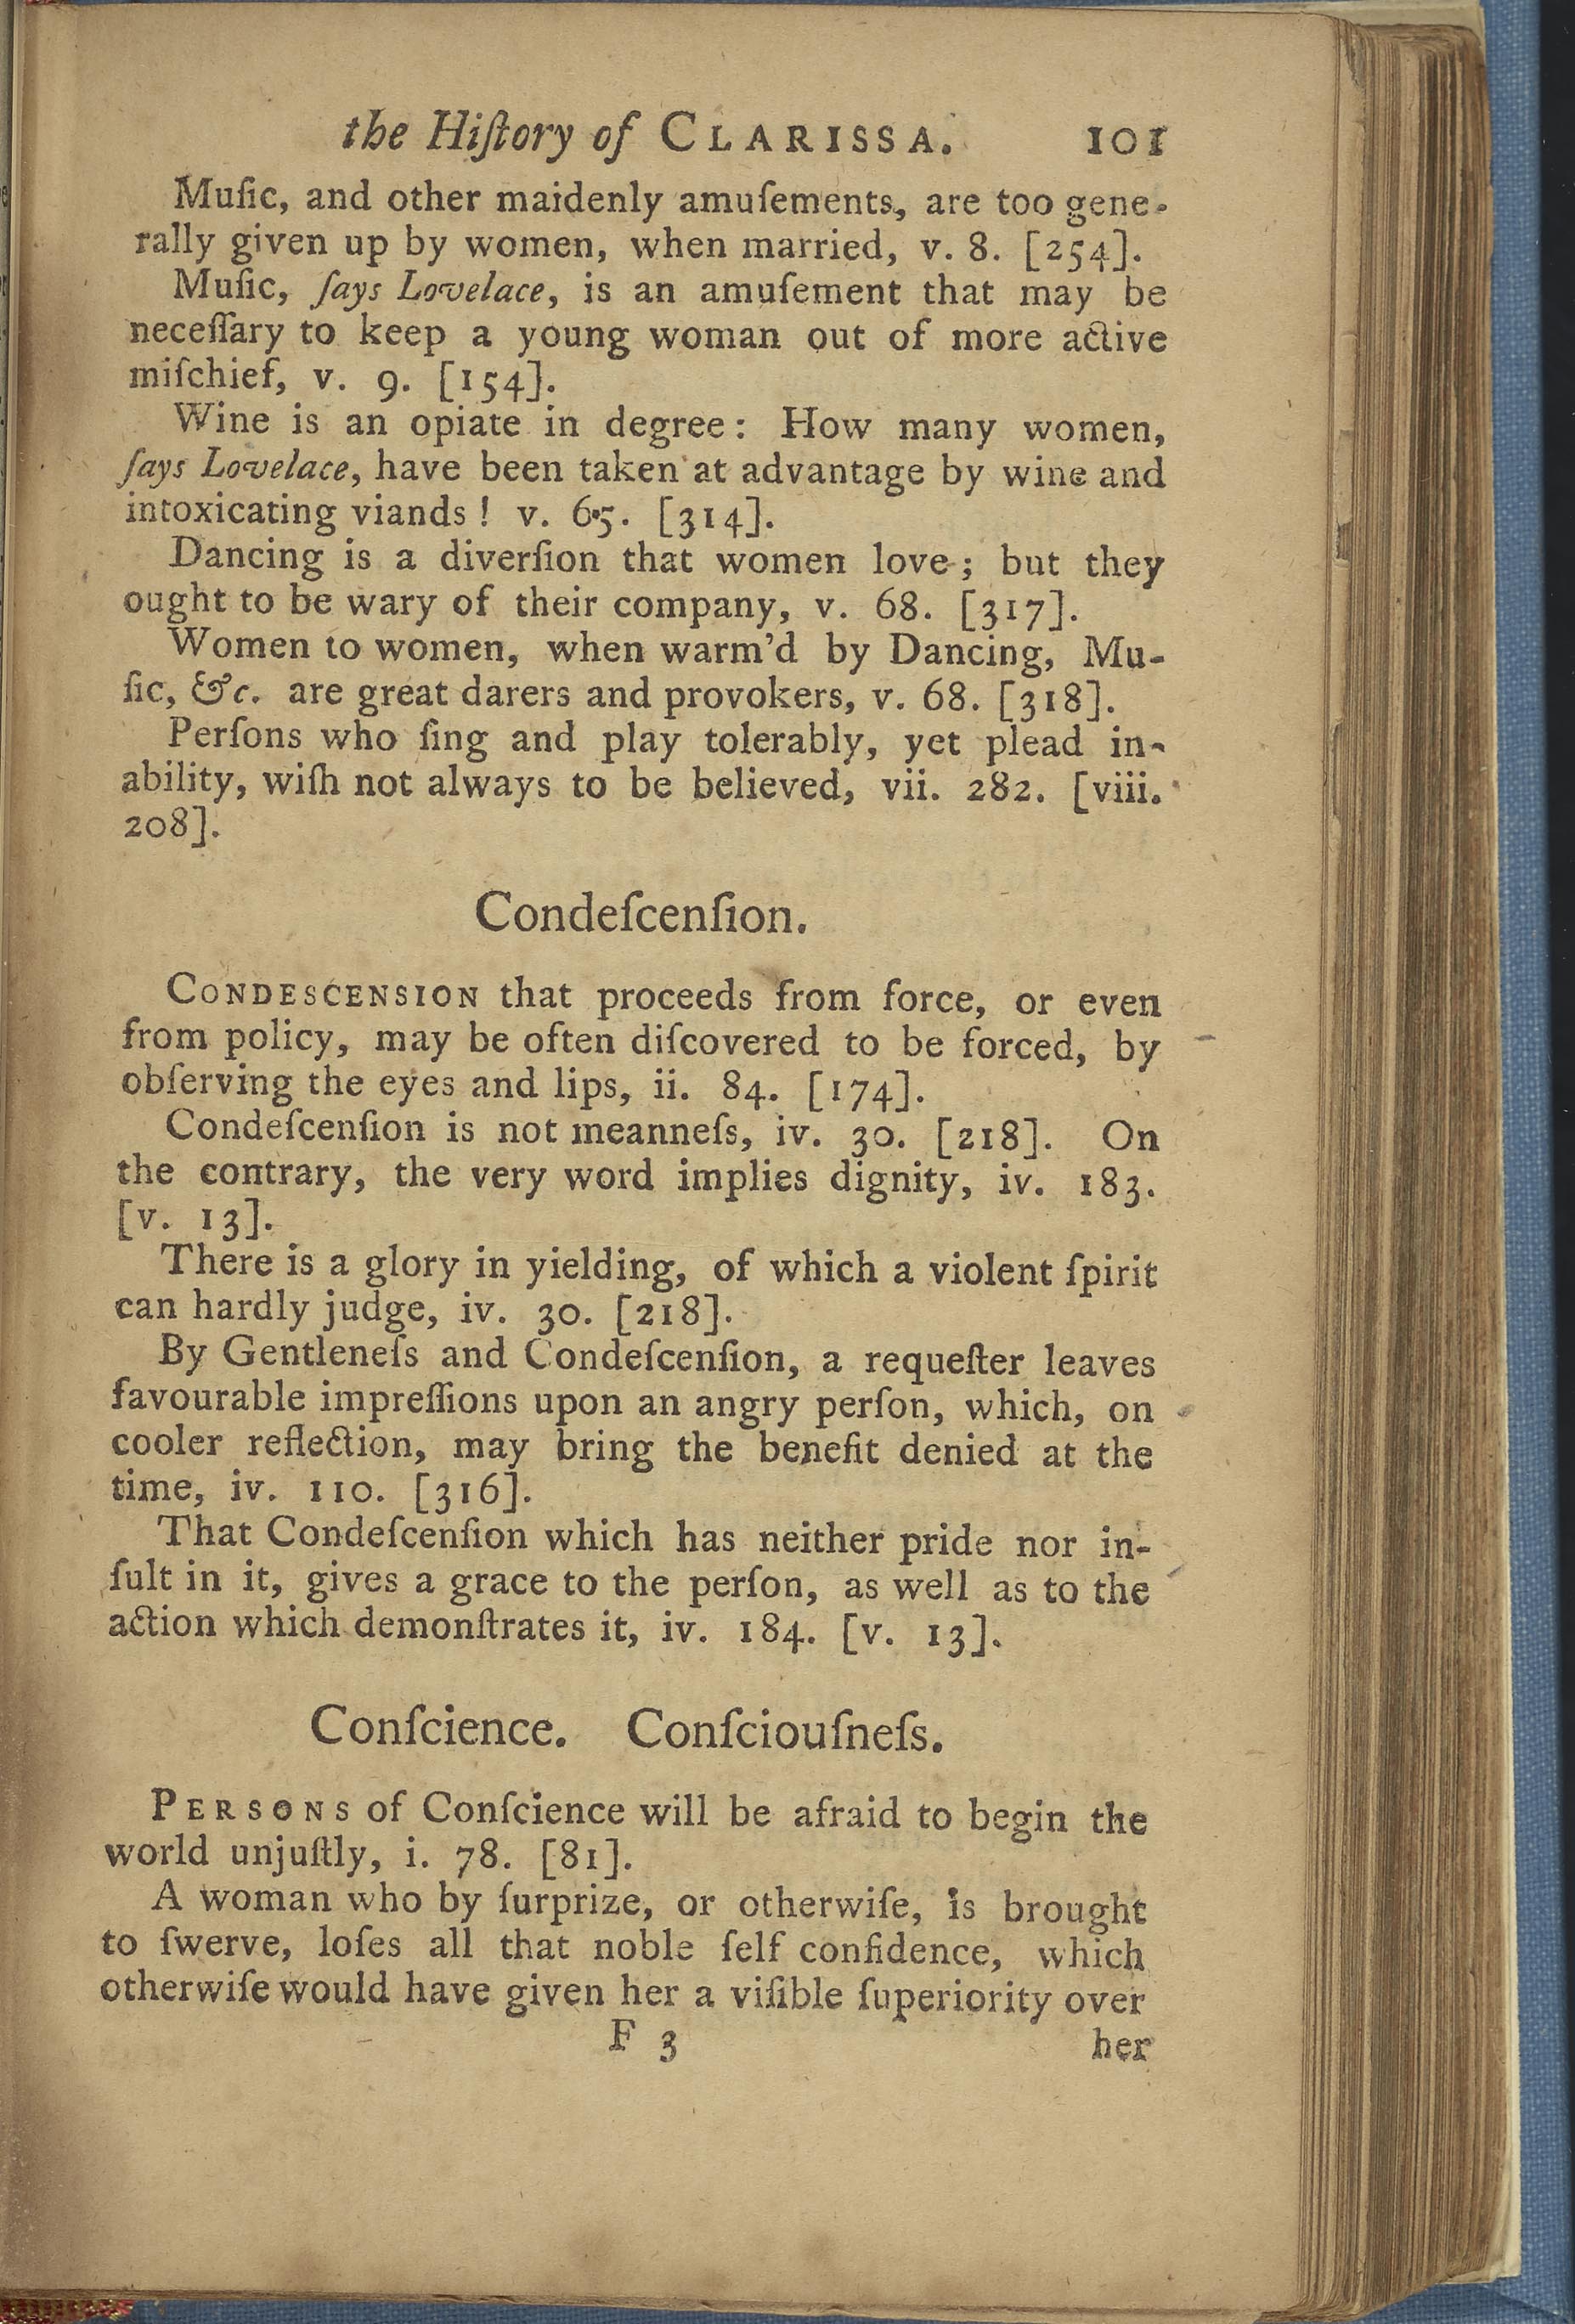 the Hiſtory of CLARISSA. 101
Muſic, and other maidenly amuſements, are too gene-
rally given up by women, when married, v. 8. [254].
Muſic, ſays Lovelace, is an amuſement that may be
neceſſary to keep a young woman out of more active
miſchief, v. 9. [154].
Wine is an opiate in degree: How many women,
ſays Lovelace, have been taken at advantage by wine and
intoxicating viands! v. 65. [314].
Dancing is a diverſion that women love; but they
ought to be wary of their company, v. 68. [317].
Women to women, when warm'd by Dancing, Mu-
ſic, &c. are great darers and provokers, v. 68. [318].
Perſons who ſing and play tolerably, yet plead in-
ability, wiſh not always to be believed, vii. 282. [viii.
208].
Condeſcenſion.
CONDESCENSION that proceeds from force, or even
from policy, may be often diſcovered to be forced, by
obſerving the eyes and lips, ii. 84. [174].
Condeſcenſion is not meanneſs, iv. 30. [218]. On
the contrary, the very word implies dignity, iv. 183.
[v. 13].
There is a glory in yielding, of which a violent ſpirit
can hardly judge, iv. 30. [218].
By Gentleneſs and Condeſcenſion, a requeſter leaves
favourable impreſſions upon an angry perſon, which, on
cooler reflection, may bring the benefit denied at the
time, iv. 110. [316].
That Condeſcenſion which has neither pride nor in-
ſult in it, gives a grace to the perſon, as well as to the
action which demonſtrates it, iv. 184. [v. 13].
Conſcience. Conſciouſneſs.
PERSONS of Conſcience will be afraid to begin the
world unjuſtly, i. 78. [81].
A woman who by ſurprize, or otherwiſe, is brought
to ſwerve, loſes all that noble ſelf confidence, which
otherwiſe would have given her a viſible ſuperiority over
F 3 her